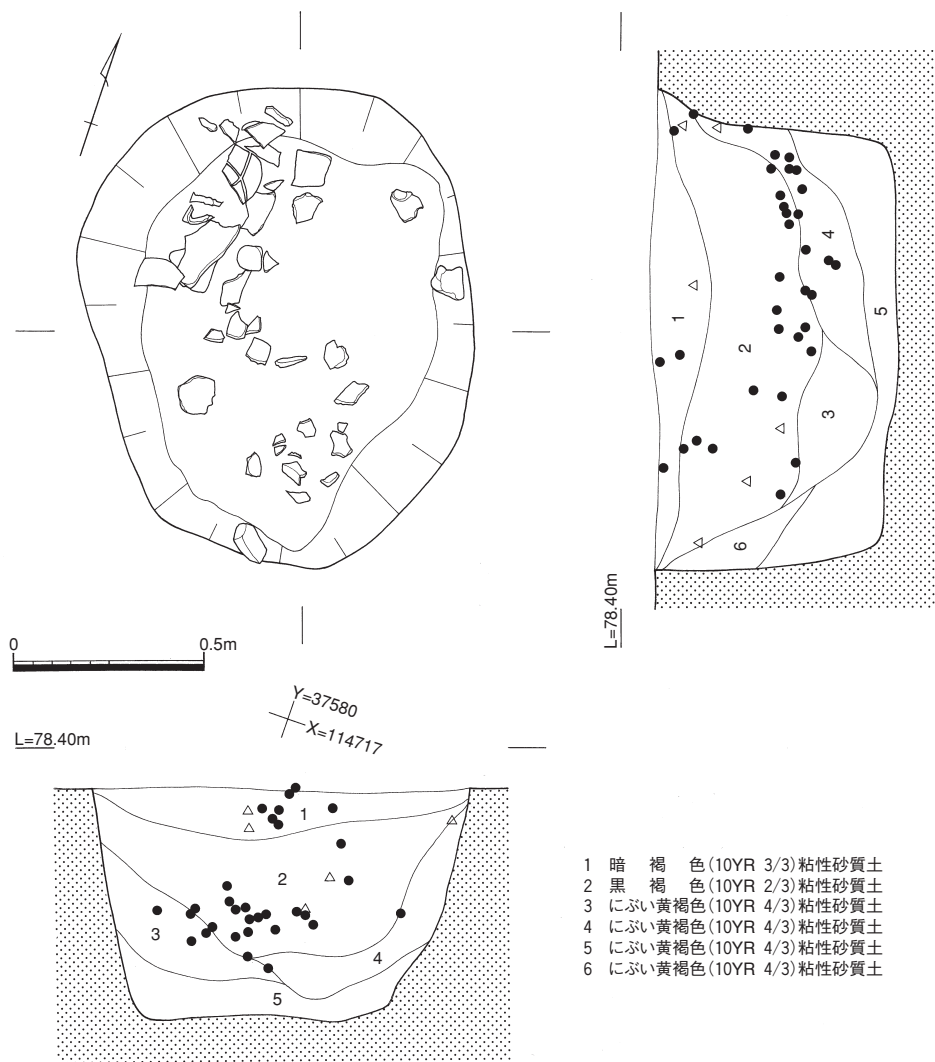 1
2
3
4
5
6
L=78.40m
0 0.5m
Y=37580
X=114717
L=78.40m
1
2
3
4
5
1 暗 褐 色(10YR 3/3)粘性砂質土
2 黒 褐 色(10YR 2/3)粘性砂質土
3 にぶい黄褐色(10YR 4/3)粘性砂質土
4 にぶい黄褐色(10YR 4/3)粘性砂質土
5 にぶい黄褐色(10YR 4/3)粘性砂質土
6 にぶい黄褐色(10YR 4/3)粘性砂質土